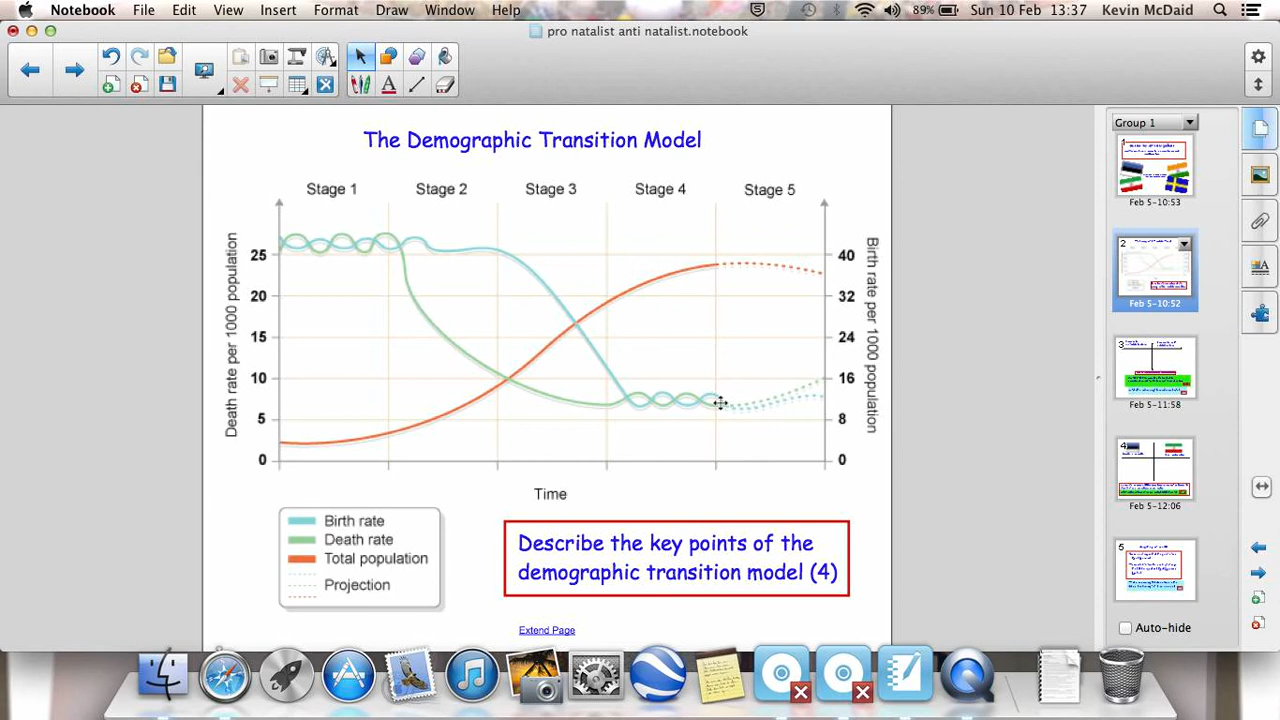 Notebook File Edit View Insert Format Draw Window Help 89% Sun 10 Feb 13:37 Kevin McDaid
pro natalist anti natalist.notebook
The Demographic Transition Model
Stage 1 Stage 2 Stage 3 Stage 4 Stage 5
Death rate per 1000 population
25
20
15
10
5
0
40
32
24
16
8
0
Birth rate per 1000 population
Time
Birth rate
Death rate
Total population
Projection
Describe the key points of the
demographic transition model (4)
Extend Page
Group 1
1
Feb 5-10:53
2
Feb 5-10:52
3
Feb 5-11:58
4
Feb 5-12:06
5
Auto-hide